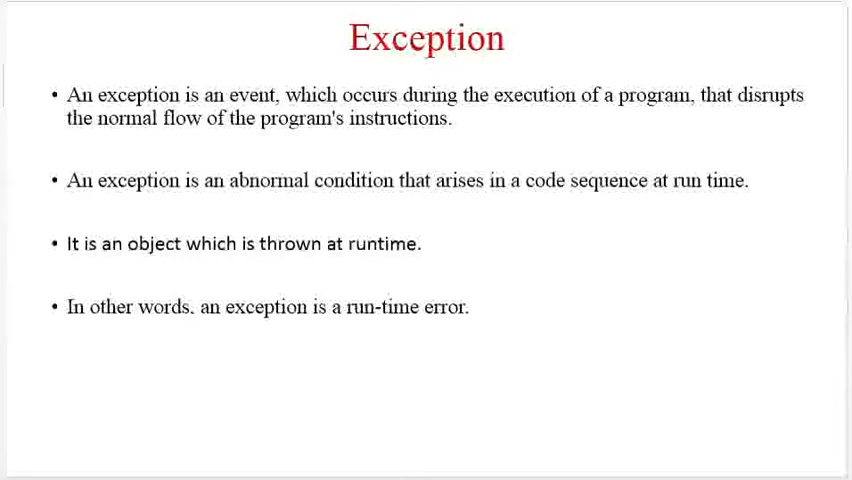 Exception
• An exception is an event, which occurs during the execution of a program, that disrupts
the normal flow of the program's instructions.
• An exception is an abnormal condition that arises in a code sequence at run time.
• It is an object which is thrown at runtime.
• In other words, an exception is a run-time error.